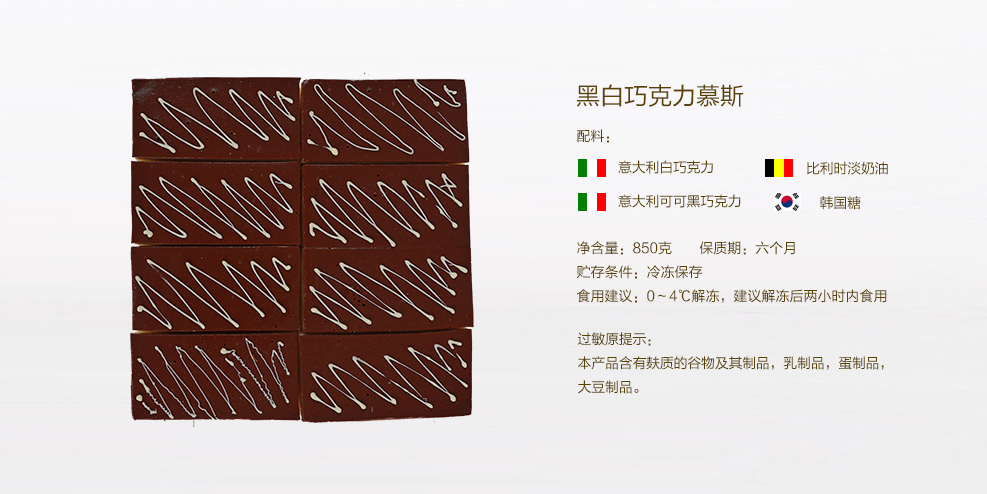 黑白巧克力慕斯
配料：
意大利白巧克力 比利时淡奶油
意大利可可黑巧克力 韩国糖
净含量：850克 保质期：六个月
贮存条件：冷冻保存
食用建议：0～4℃解冻，建议解冻后两小时内食用
过敏原提示：
本产品含有麸质的谷物及其制品，乳制品，蛋制品，
大豆制品。